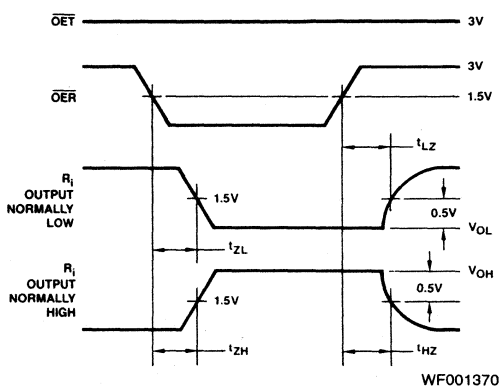 OET
3V
OER
3V
1.5V
tLZ
Ri
OUTPUT
NORMALLY
LOW
1.5V
0.5V
VOL
tZL
Ri
OUTPUT
NORMALLY
HIGH
VOH
1.5V
0.5V
tZH
tHZ
WF001370